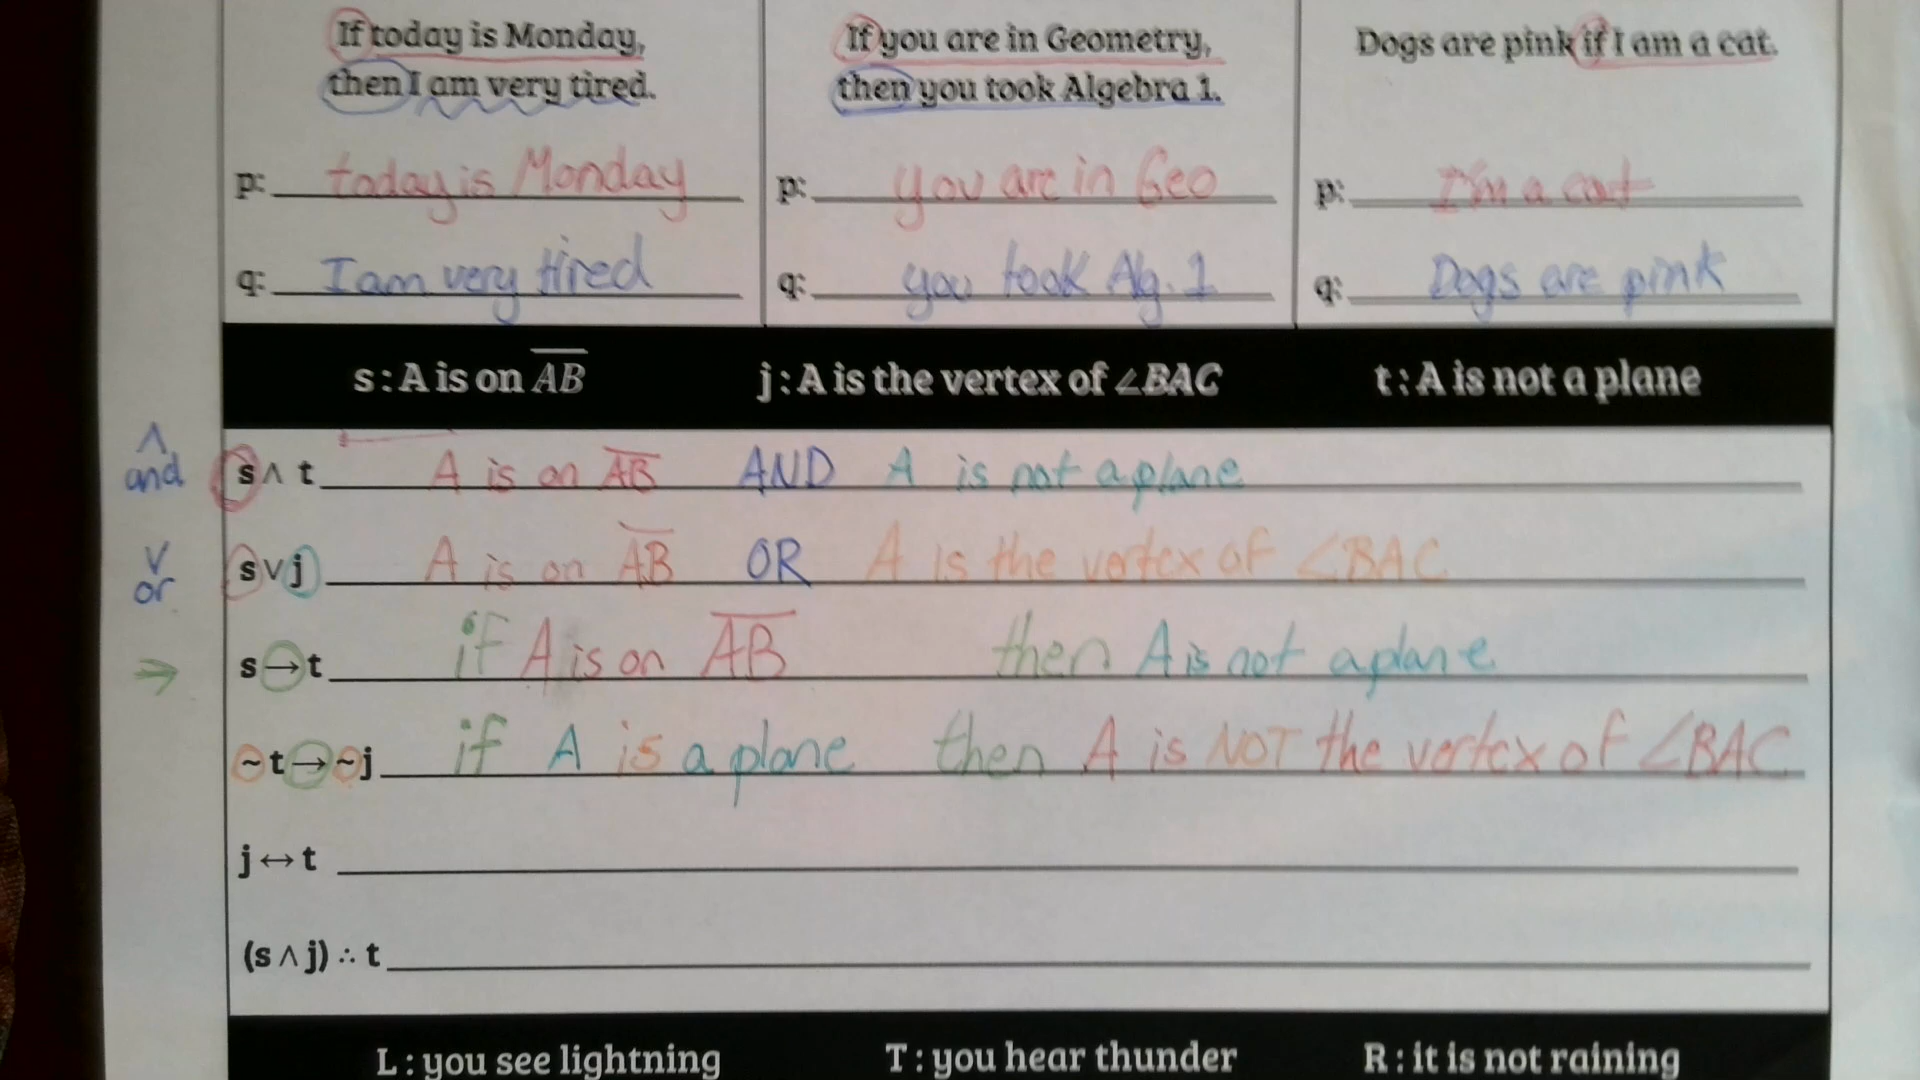 If today is Monday,
then I am very tired.
p: today is Monday
q: I am very tired
If you are in Geometry,
then you took Algebra 1.
p: you are in Geo
q: you took Alg. 1
Dogs are pink if I am a cat.
p: I'm a cat
q: Dogs are pink
s : A is on A̅B̅ j : A is the vertex of ∠BAC t : A is not a plane
∧
and
s ∧ t A is on A̅B̅ AND A is not a plane
∨
or
s ∨ j A is on A̅B̅ OR A is the vertex of ∠BAC
→ s → t if A is on A̅B̅ then A is not a plane
~ t → ~ j if A is a plane then A is NOT the vertex of ∠BAC
j ↔ t
(s ∧ j) ∴ t
L : you see lightning T : you hear thunder R : it is not raining